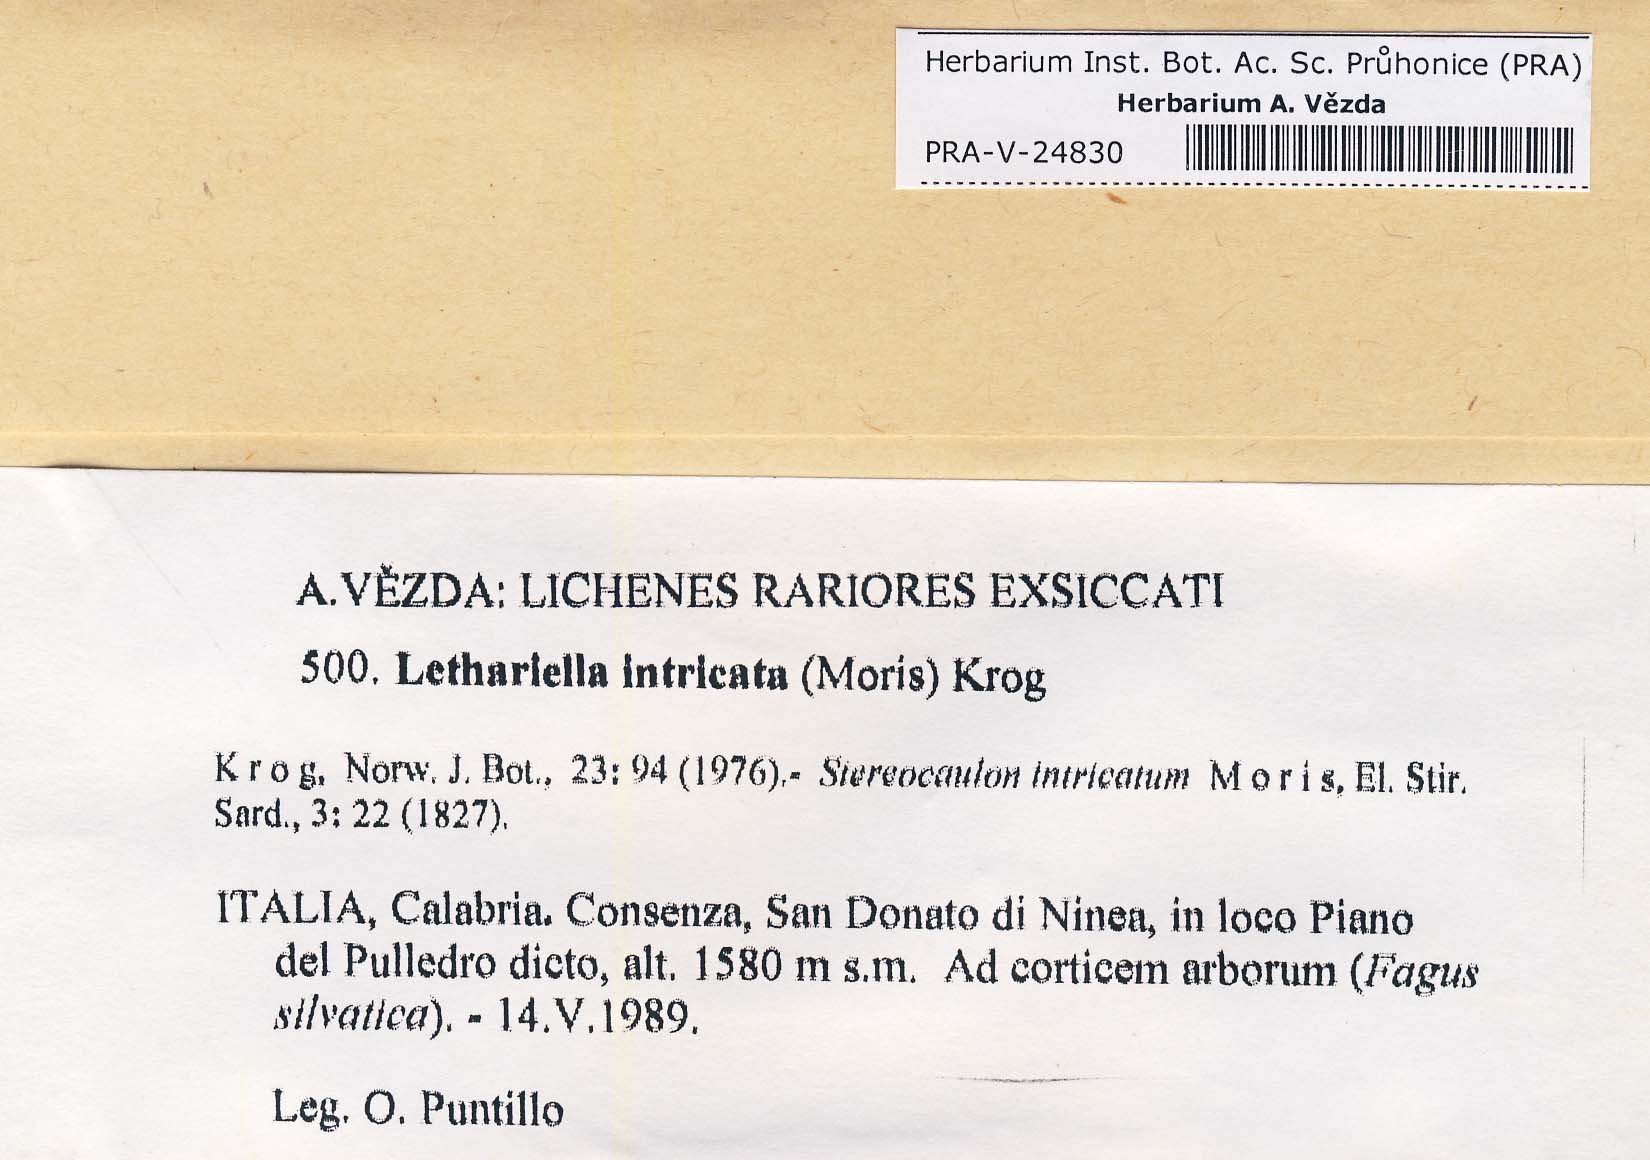 Herbarium Inst. Bot. Ac. Sc. Průhonice (PRA)
Herbarium A. Vězda
PRA-V-24830
A.VĚZDA: LICHENES RARIORES EXSICCATI
500. Lethariella intricata (Moris) Krog
Krog, Norw. J. Bot., 23: 94 (1976).- Stereocaulon intricatum Moris, El. Stir.
Sard., 3: 22 (1827).
ITALIA, Calabria. Consenza, San Donato di Ninea, in loco Piano
del Pulledro dicto, alt. 1580 m s.m. Ad corticem arborum (Fagus
silvatica). - 14.V.1989.
Leg. O. Puntillo